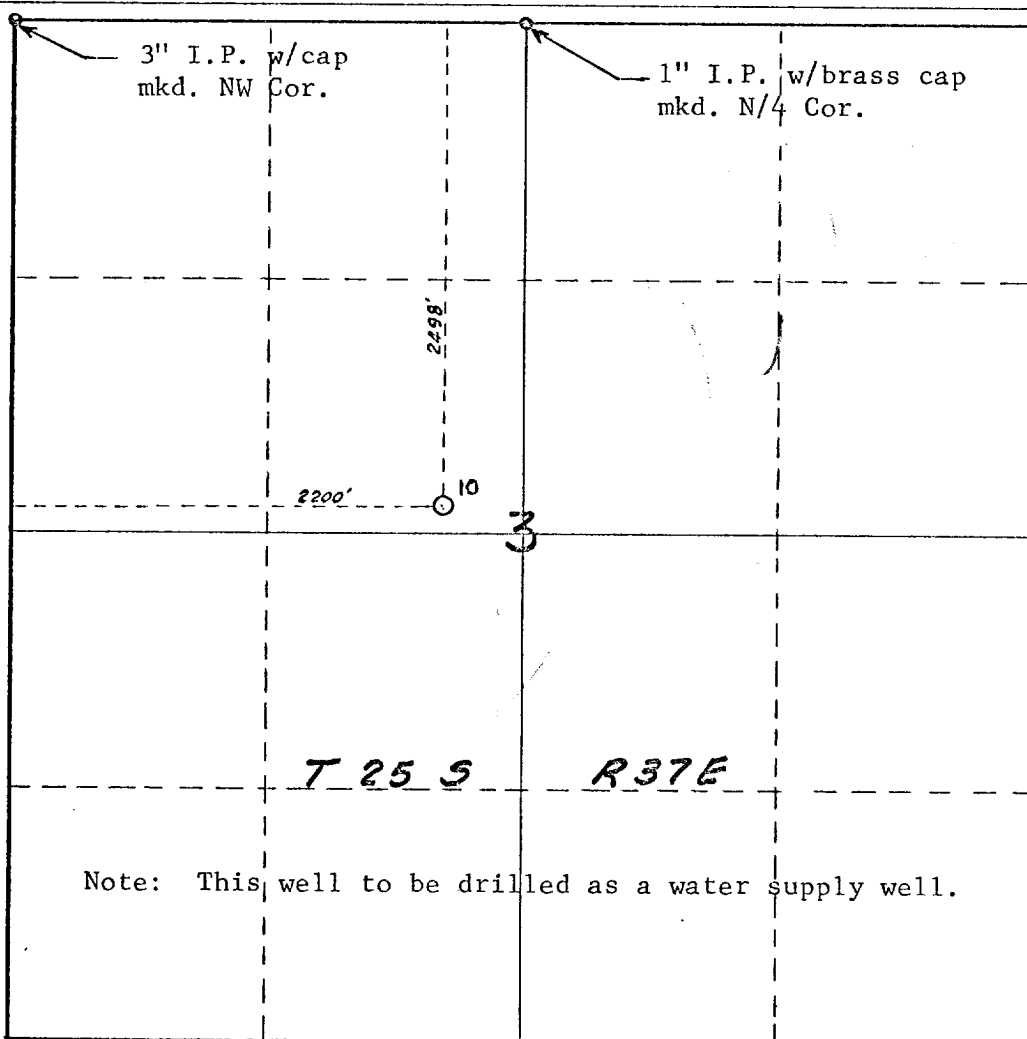 3" I.P. w/cap
mkd. NW Cor.
1" I.P. w/brass cap
mkd. N/4 Cor.
2498'
2200'
10
3
T 25 S R37E
Note: This well to be drilled as a water supply well.